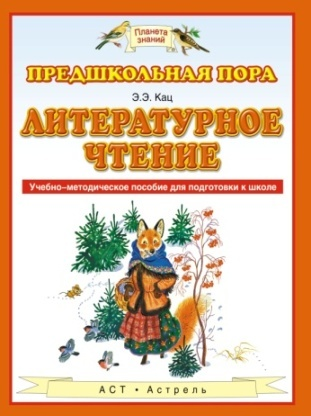 Планета
знаний
ПРЕДШКОЛЬНАЯ ПОРА
Э.Э. Кац
ЛИТЕРАТУРНОЕ
ЧТЕНИЕ
Учебно-методическое пособие для подготовки к школе
АСТ • Астрель